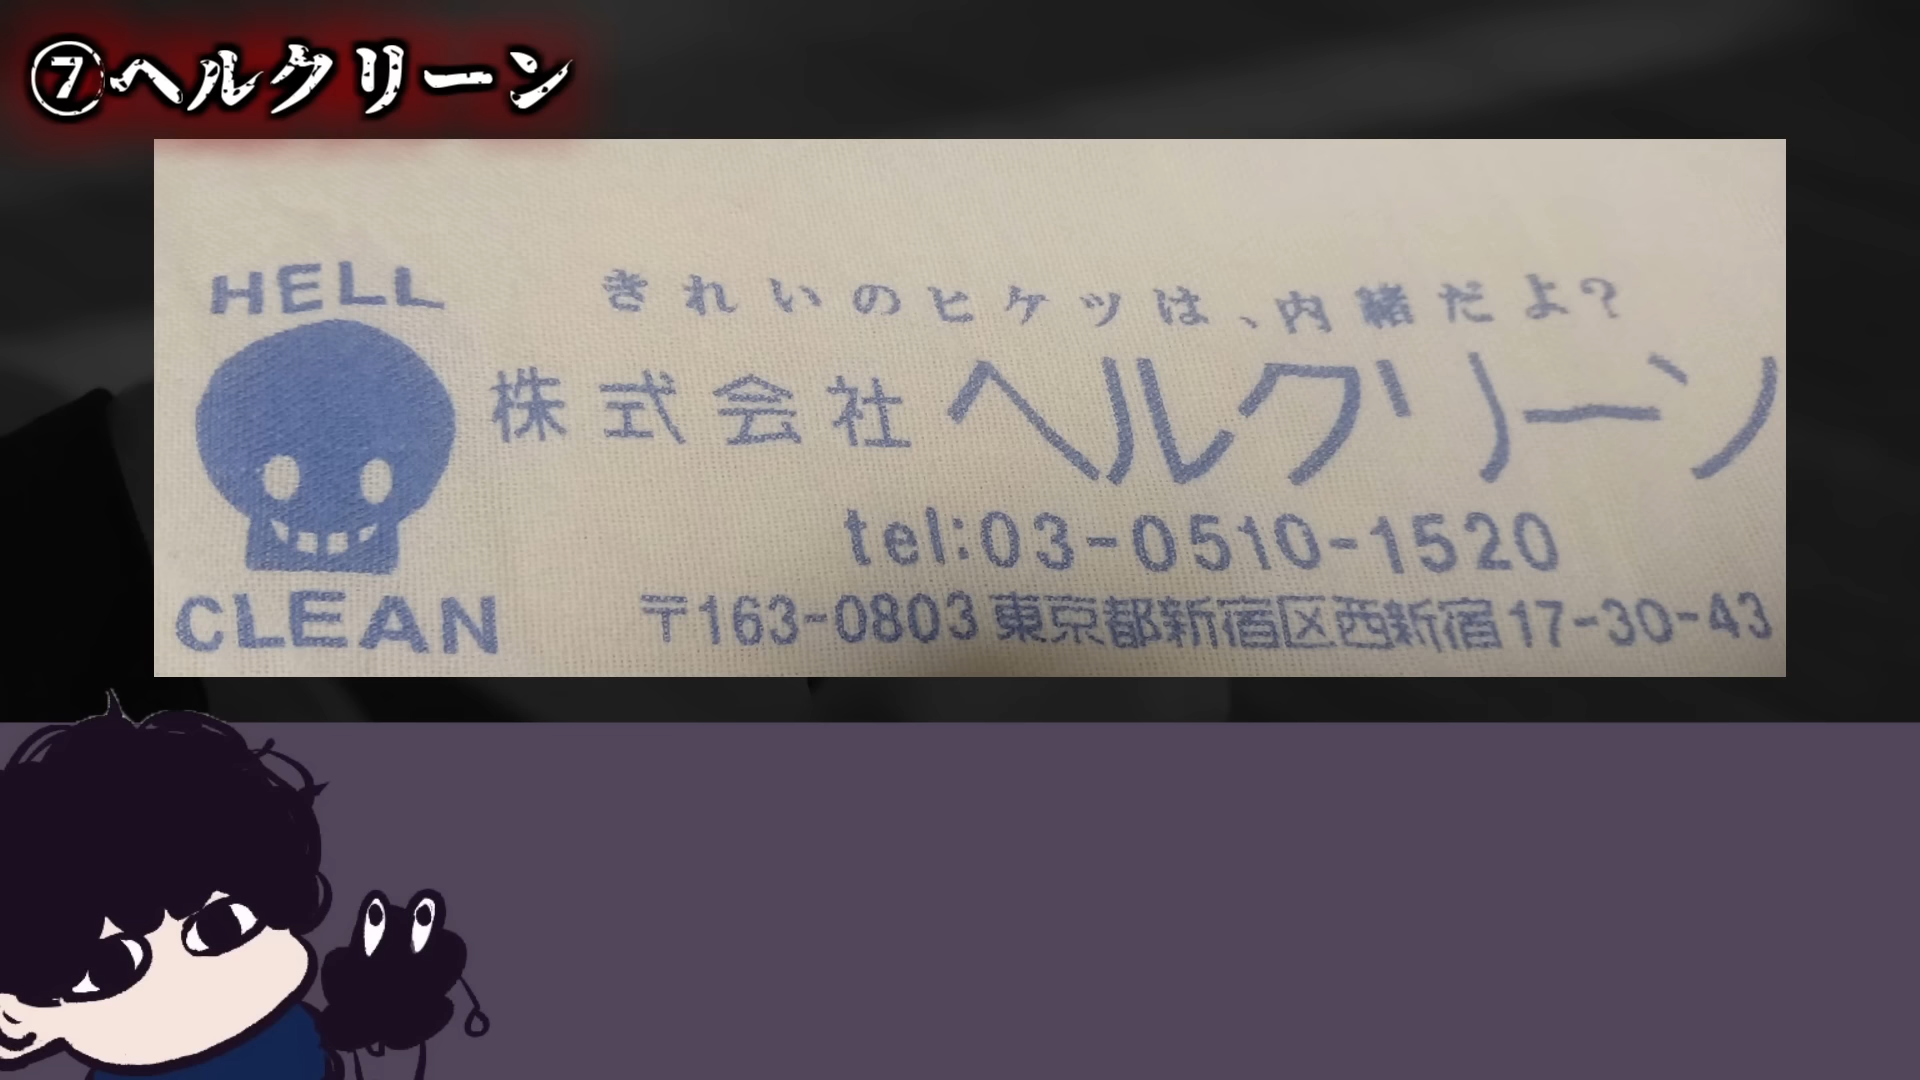 ⑦ヘルクリーン
HELL
CLEAN
きれいのヒケツは、内緒だよ?
株式会社ヘルクリーン
tel:03-0510-1520
〒163-0803 東京都新宿区西新宿17-30-43